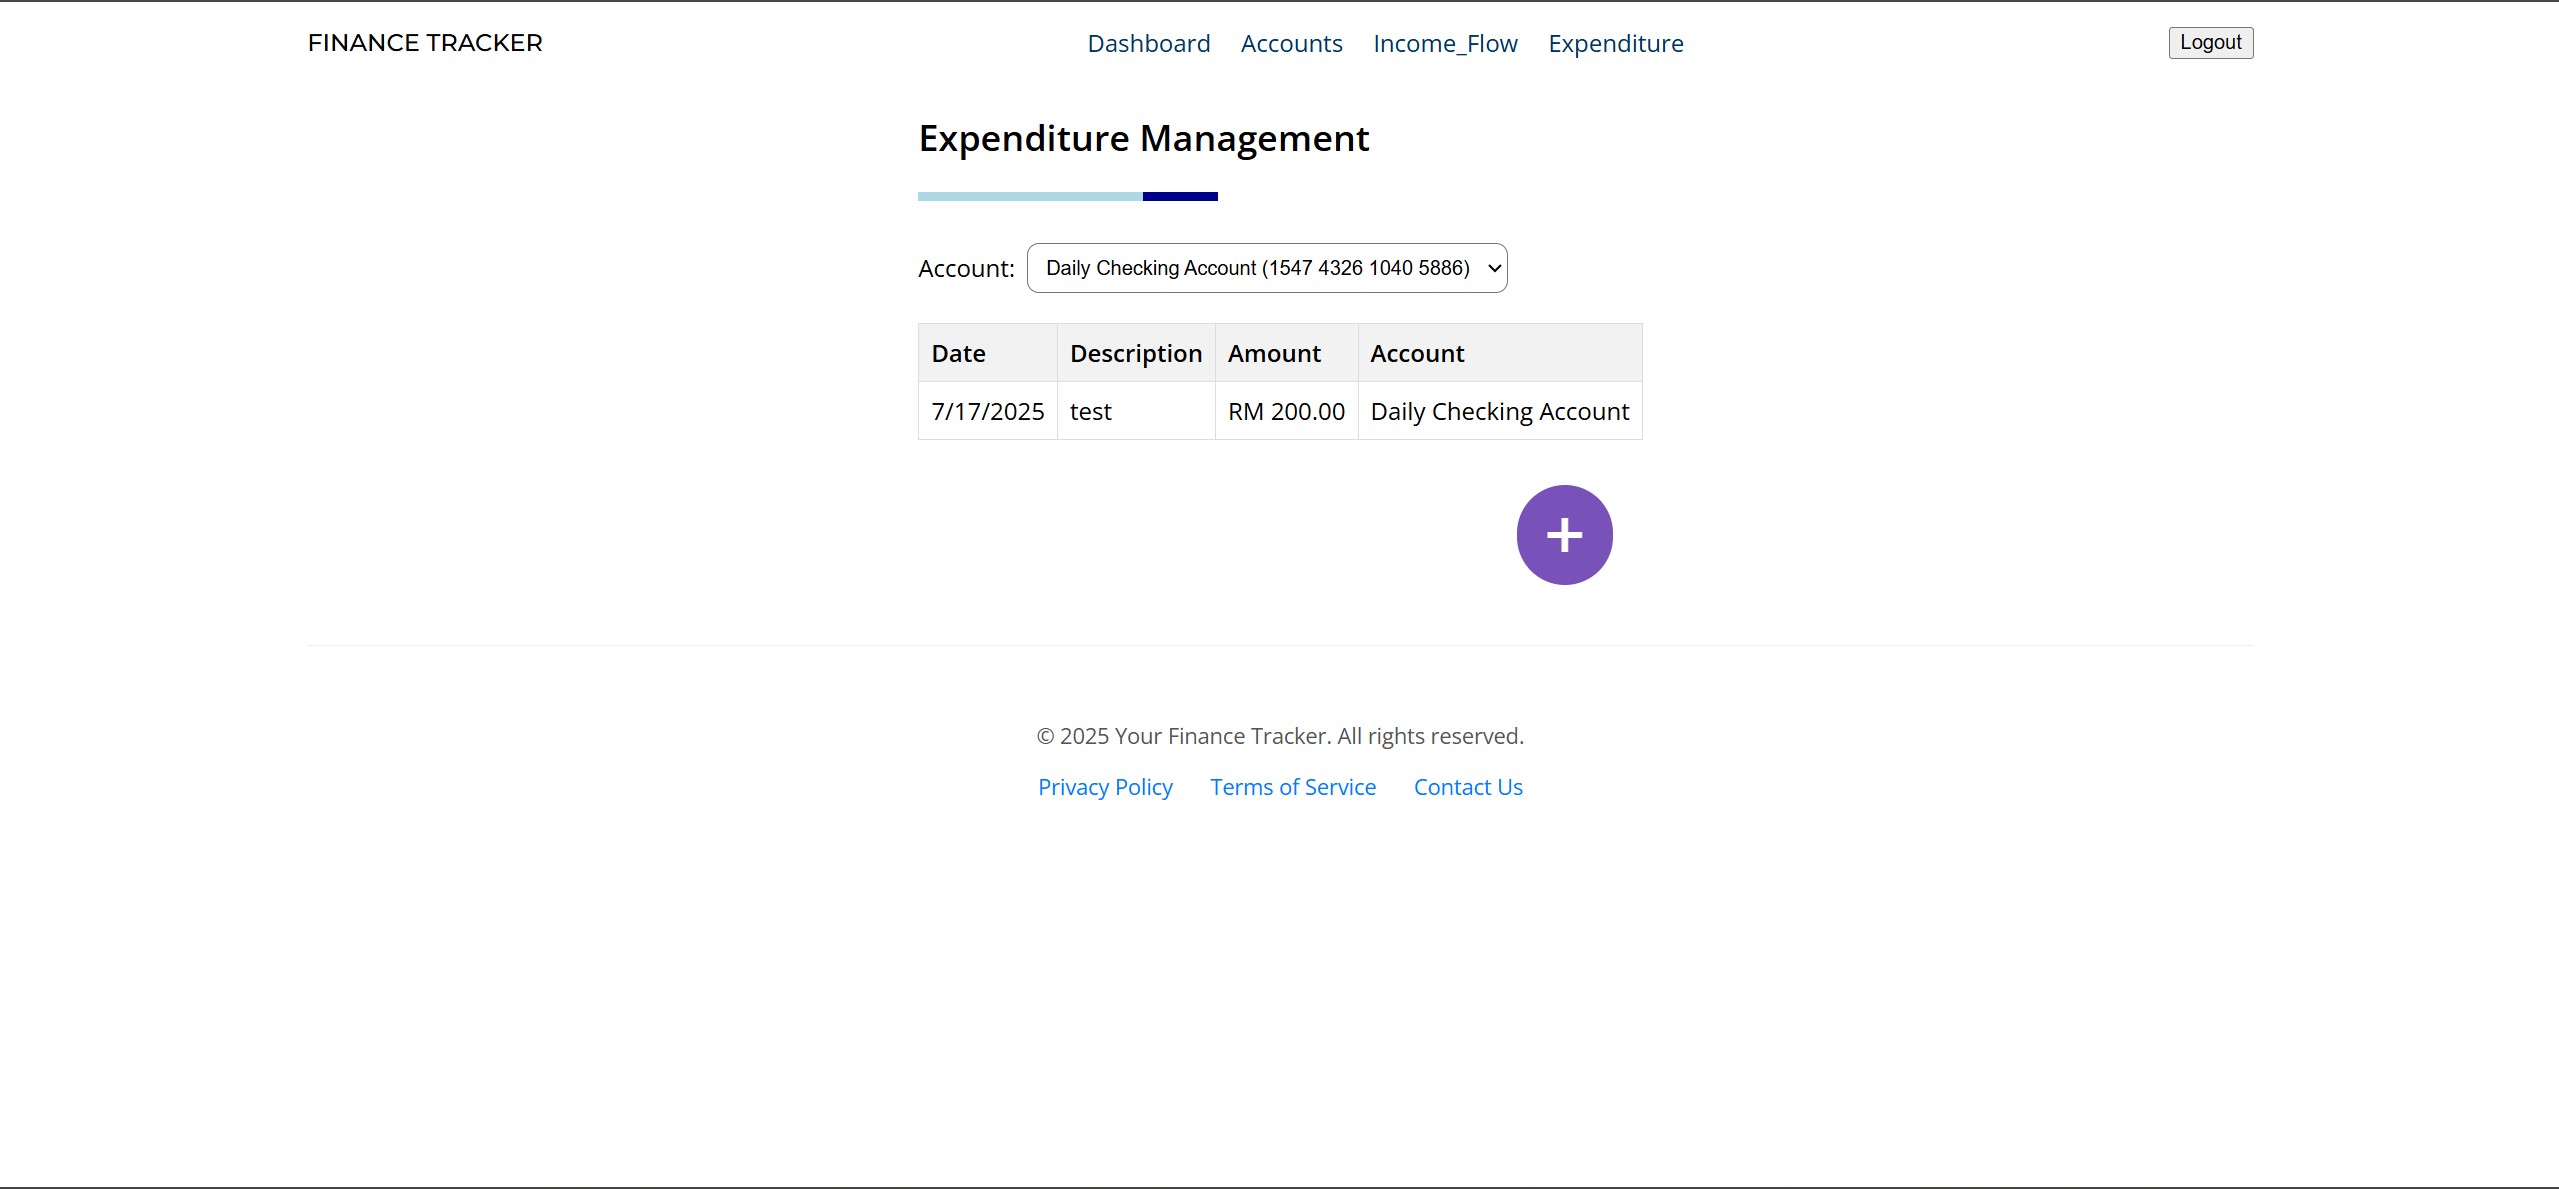 FINANCE TRACKER Dashboard Accounts Income_Flow Expenditure Logout
Expenditure Management
Account: Daily Checking Account (1547 4326 1040 5886)
Date Description Amount Account
7/17/2025 test RM 200.00 Daily Checking Account
+
© 2025 Your Finance Tracker. All rights reserved.
Privacy Policy Terms of Service Contact Us